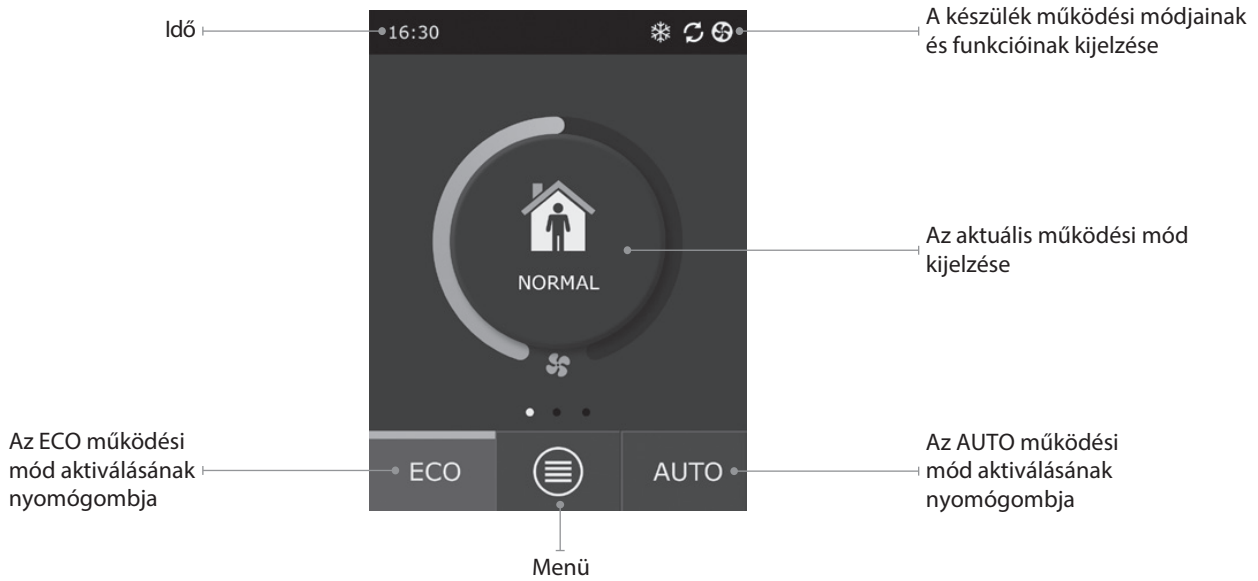 Idő
16:30
A készülék működési módjainak
és funkcióinak kijelzése
Az aktuális működési mód
kijelzése
NORMAL
Az ECO működési
mód aktiválásának
nyomógombja
ECO
AUTO
Az AUTO működési
mód aktiválásának
nyomógombja
Menü